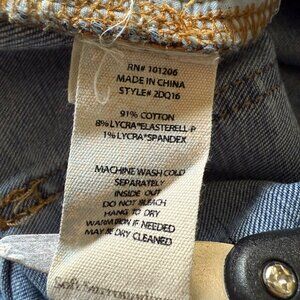 RN# 101206
MADE IN CHINA
STYLE# 2DQ16
91% COTTON
8% LYCRA*ELASTERELL-P
1% LYCRA*SPANDEX
MACHINE WASH COLD
SEPARATELY
INSIDE OUT
DO NOT BLEACH
HANG TO DRY
WARM IRON IF NEEDED
MAY BE DRY CLEANED